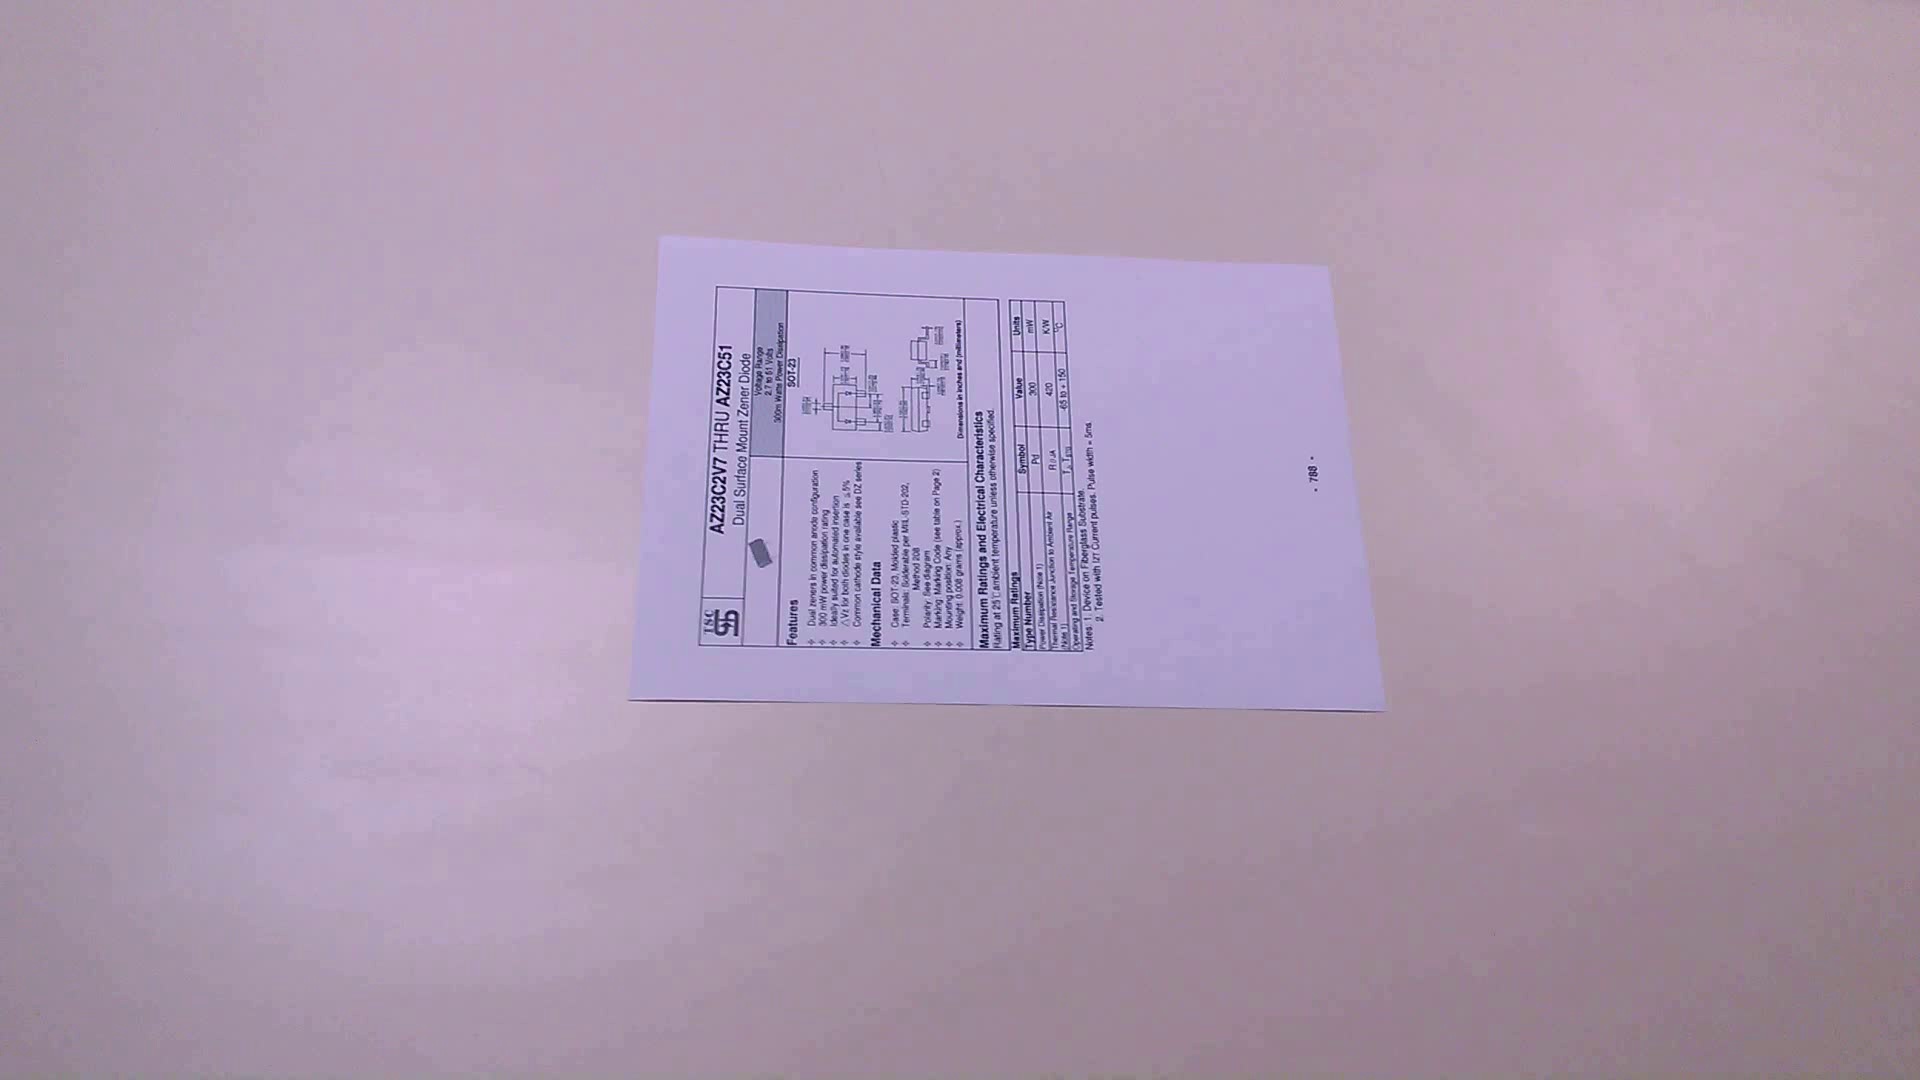 TSC
AZ23C2V7 THRU AZ23C51
Dual Surface Mount Zener Diode
Voltage Range
2.7 to 51 Volts
300m Watts Power Dissipation
SOT-23
Features
Dual zeners in common anode configuration
300 mW power dissipation rating
Ideally suited for automated insertion
△Vz for both diodes in one case is ≤5%
Common cathode style available see DZ series
Mechanical Data
Case: SOT-23, Molded plastic
Terminals: Solderable per MIL-STD-202,
Method 208
Polarity: See diagram
Marking: Marking Code (see table on Page 2)
Mounting position: Any
Weight: 0.008 grams (approx.)
Dimensions in inches and (millimeters)
Maximum Ratings and Electrical Characteristics
Rating at 25℃ ambient temperature unless otherwise specified.
Maximum Ratings
Type Number Symbol Value Units
Power Dissipation (Note 1) Pd 300 mW
Thermal Resistance Junction to Ambient Air
(Note 1) RθJA 420 K/W
Operating and Storage Temperature Range TJ, TSTG -65 to + 150 °C
Notes: 1. Device on Fiberglass Substrate.
2. Tested with Current pulses. Pulse width = 5ms.
- 788 -